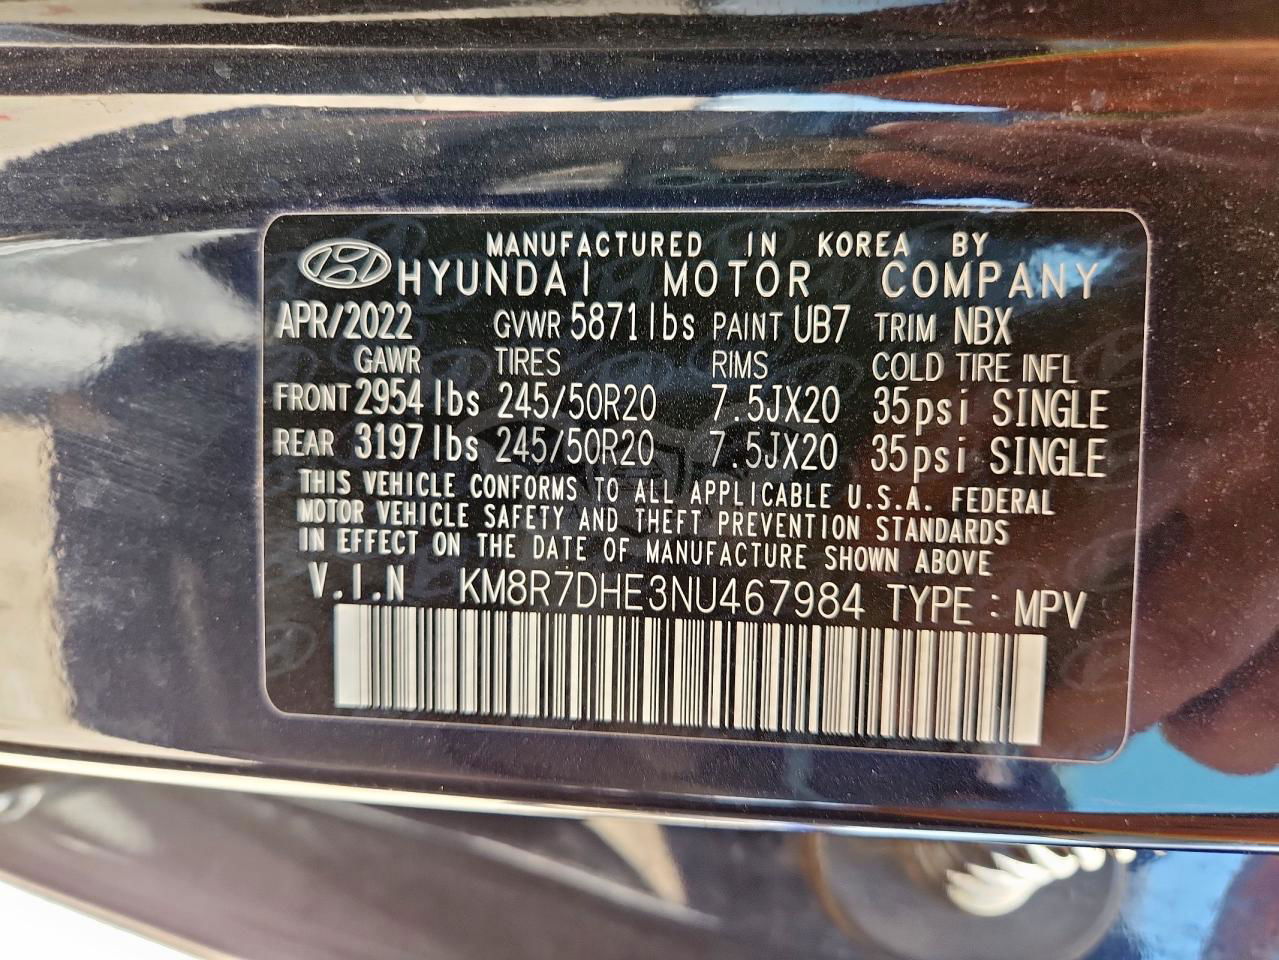 MANUFACTURED IN KOREA BY
HYUNDAI MOTOR COMPANY
APR/2022 GVWR 5871lbs PAINT UB7 TRIM NBX
GAWR TIRES RIMS COLD TIRE INFL
FRONT 2954 lbs 245/50R20 7.5JX20 35psi SINGLE
REAR 3197 lbs 245/50R20 7.5JX20 35psi SINGLE
THIS VEHICLE CONFORMS TO ALL APPLICABLE U.S.A. FEDERAL
MOTOR VEHICLE SAFETY AND THEFT PREVENTION STANDARDS
IN EFFECT ON THE DATE OF MANUFACTURE SHOWN ABOVE
V.I.N KM8R7DHE3NU467984 TYPE : MPV